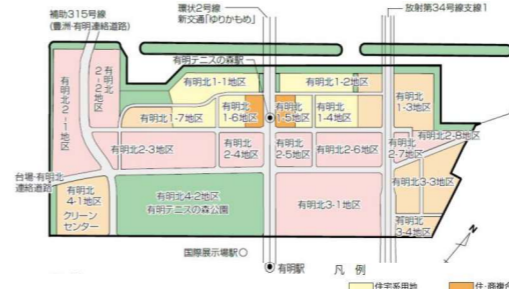 補助315号線
(豊洲・有明連絡道路)
環状2号線
新交通「ゆりかもめ」
放射第34号線支線1
有明テニスの森駅
有明北
2-1地区
有明北
2-2地区
有明北1-1地区
有明北1-2地区
有明北
1-3地区
有明北1-7地区
有明北
1-6地区
有明北
1-5地区
有明北
1-4地区
有明北2-3地区
有明北
2-4地区
有明北
2-5地区
有明北2-6地区
有明北
2-7地区
有明北2-8地区
台場・有明北
連絡道路
有明北
4-1地区
クリーン
センター
有明北4-2地区
有明テニスの森公園
有明北3-1地区
有明北3-3地区
有明北
3-4地区
N
国際展示場駅
有明駅
凡 例
住宅系用地
住・商複合